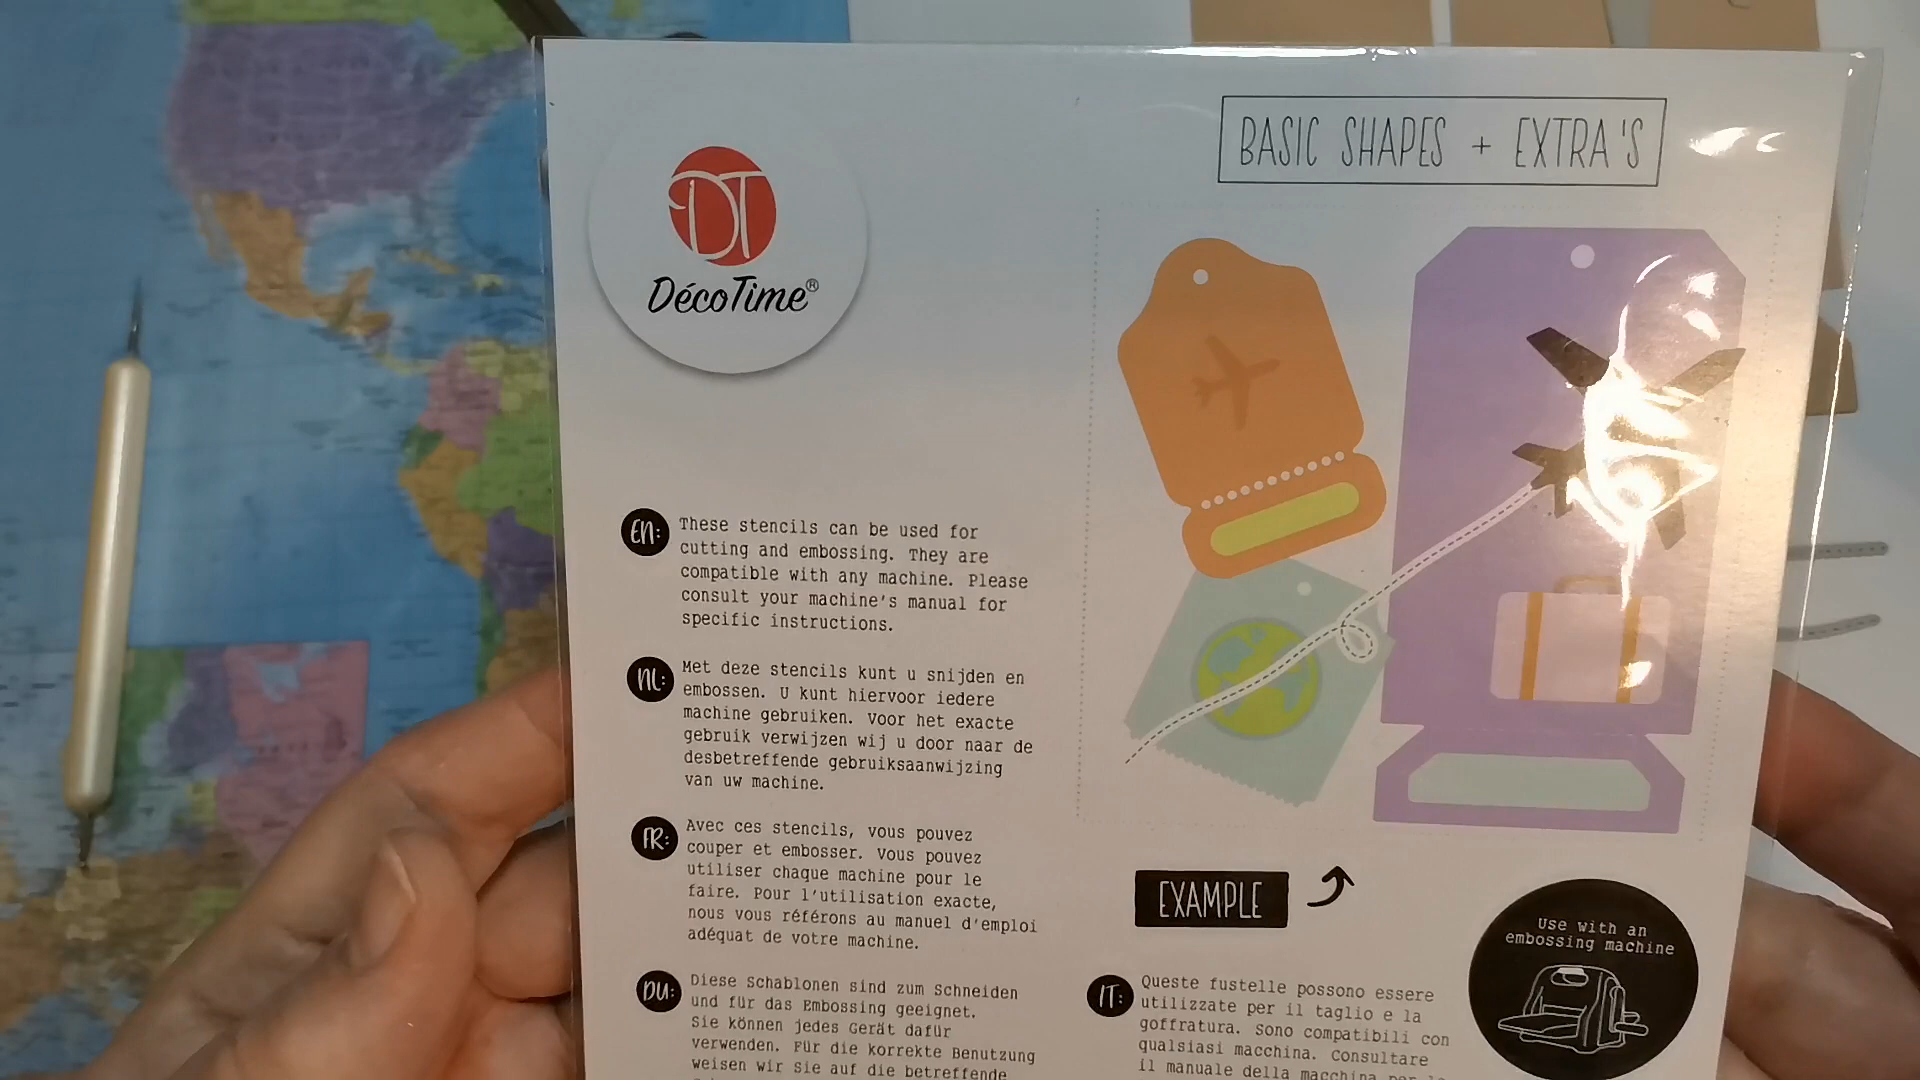 BASIC SHAPES + EXTRA'S
DT
DécoTime®
EN:
These stencils can be used for
cutting and embossing. They are
compatible with any machine. Please
consult your machine's manual for
specific instructions.
NL:
Met deze stencils kunt u snijden en
embossen. U kunt hiervoor iedere
machine gebruiken. Voor het exacte
gebruik verwijzen wij u door naar de
desbetreffende gebruiksaanwijzing
van uw machine.
FR:
Avec ces stencils, vous pouvez
couper et embosser. Vous pouvez
utiliser chaque machine pour le
faire. Pour l'utilisation exacte,
nous vous référons au manuel d'emploi
adéquat de votre machine.
DU:
Diese Schablonen sind zum Schneiden
und für das Embossing geeignet.
Sie können jedes Gerät dafür
verwenden. Für die korrekte Benutzung
weisen wir Sie auf die betreffende
EXAMPLE
Use with an
embossing machine
IT:
Queste fustelle possono essere
utilizzate per il taglio e la
goffratura. Sono compatibili con
qualsiasi macchina. Consultare
il manuale della macchina per